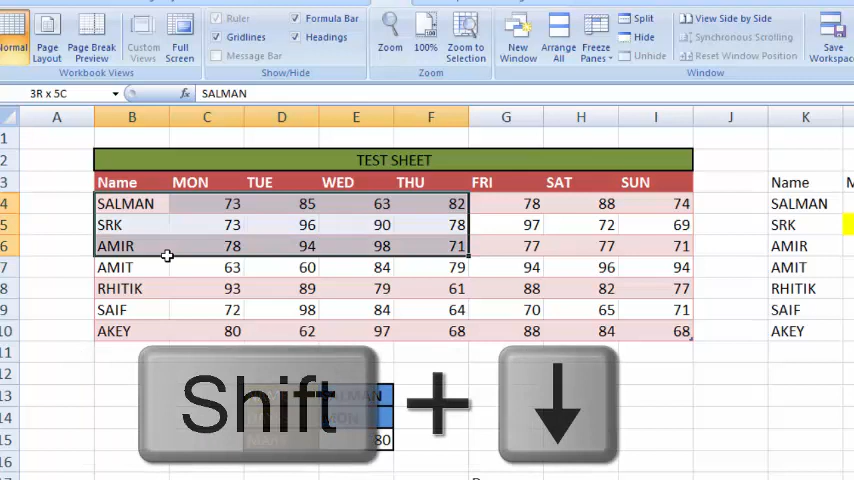 Ruler Formula Bar
Gridlines Headings
Message Bar
Normal Page Layout Page Break Preview Custom Views Full Screen
Workbook Views Show/Hide
Zoom 100% Zoom to Selection
Zoom
New Window Arrange All Freeze Panes
Split
Hide
Unhide
View Side by Side
Synchronous Scrolling
Reset Window Position
Window
Save Workspa
3R x 5C fx SALMAN
A B C D E F G H I J K
1
2 TEST SHEET
3 Name MON TUE WED THU FRI SAT SUN Name M
4 SALMAN 73 85 63 82 78 88 74 SALMAN
5 SRK 73 96 90 78 97 72 69 SRK
6 AMIR 78 94 98 71 77 77 71 AMIR
7 AMIT 63 60 84 79 94 96 94 AMIT
8 RHITIK 93 89 79 61 88 82 77 RHITIK
9 SAIF 72 98 84 64 70 65 71 SAIF
10 AKEY 80 62 97 68 88 84 68 AKEY
11
12
13 SALMAN
14 MON
15 80
16
Shift + ↓